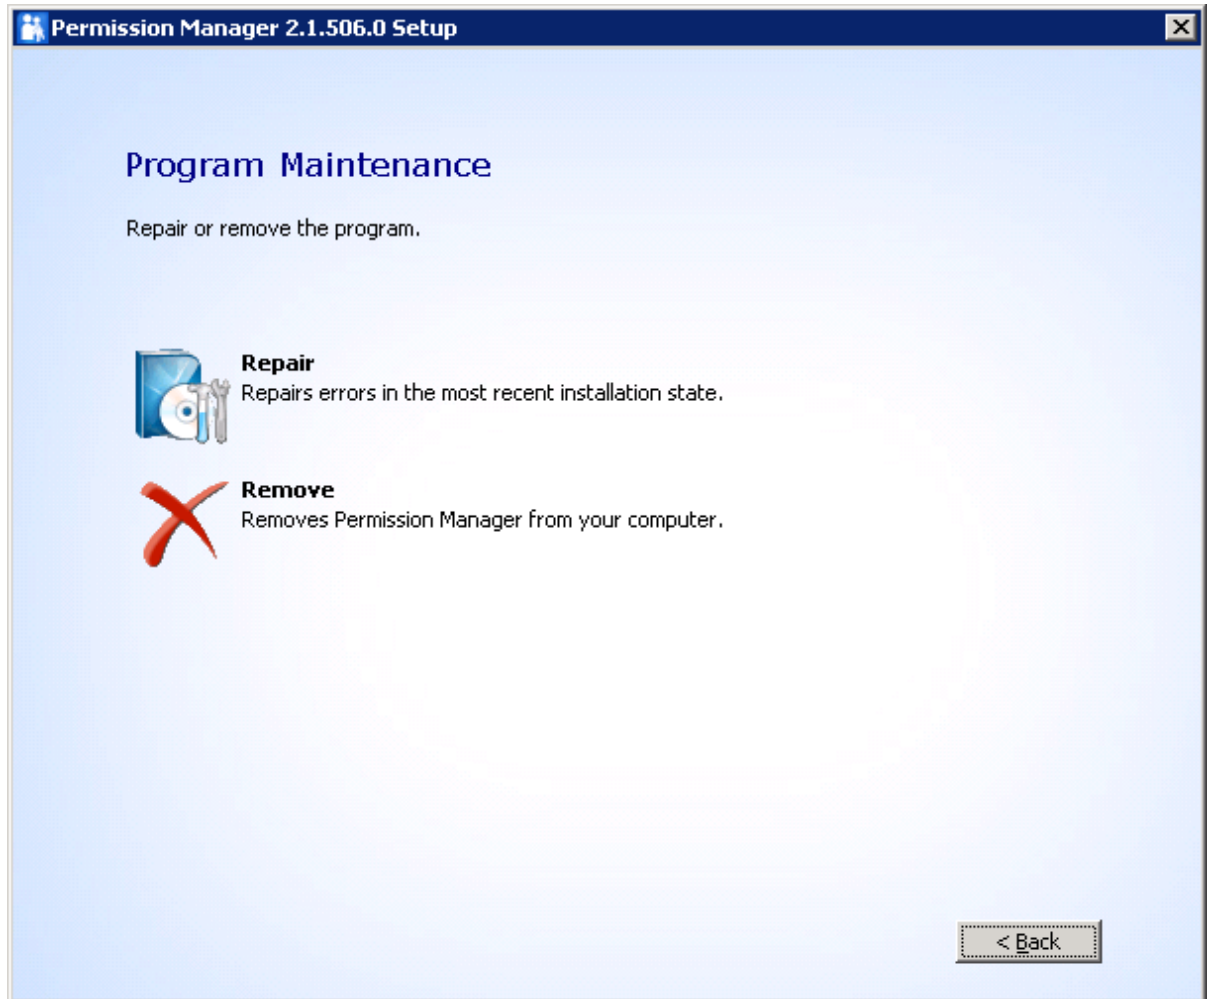 Permission Manager 2.1.506.0 Setup
Program Maintenance
Repair or remove the program.
Repair
Repairs errors in the most recent installation state.
Remove
Removes Permission Manager from your computer.
< Back